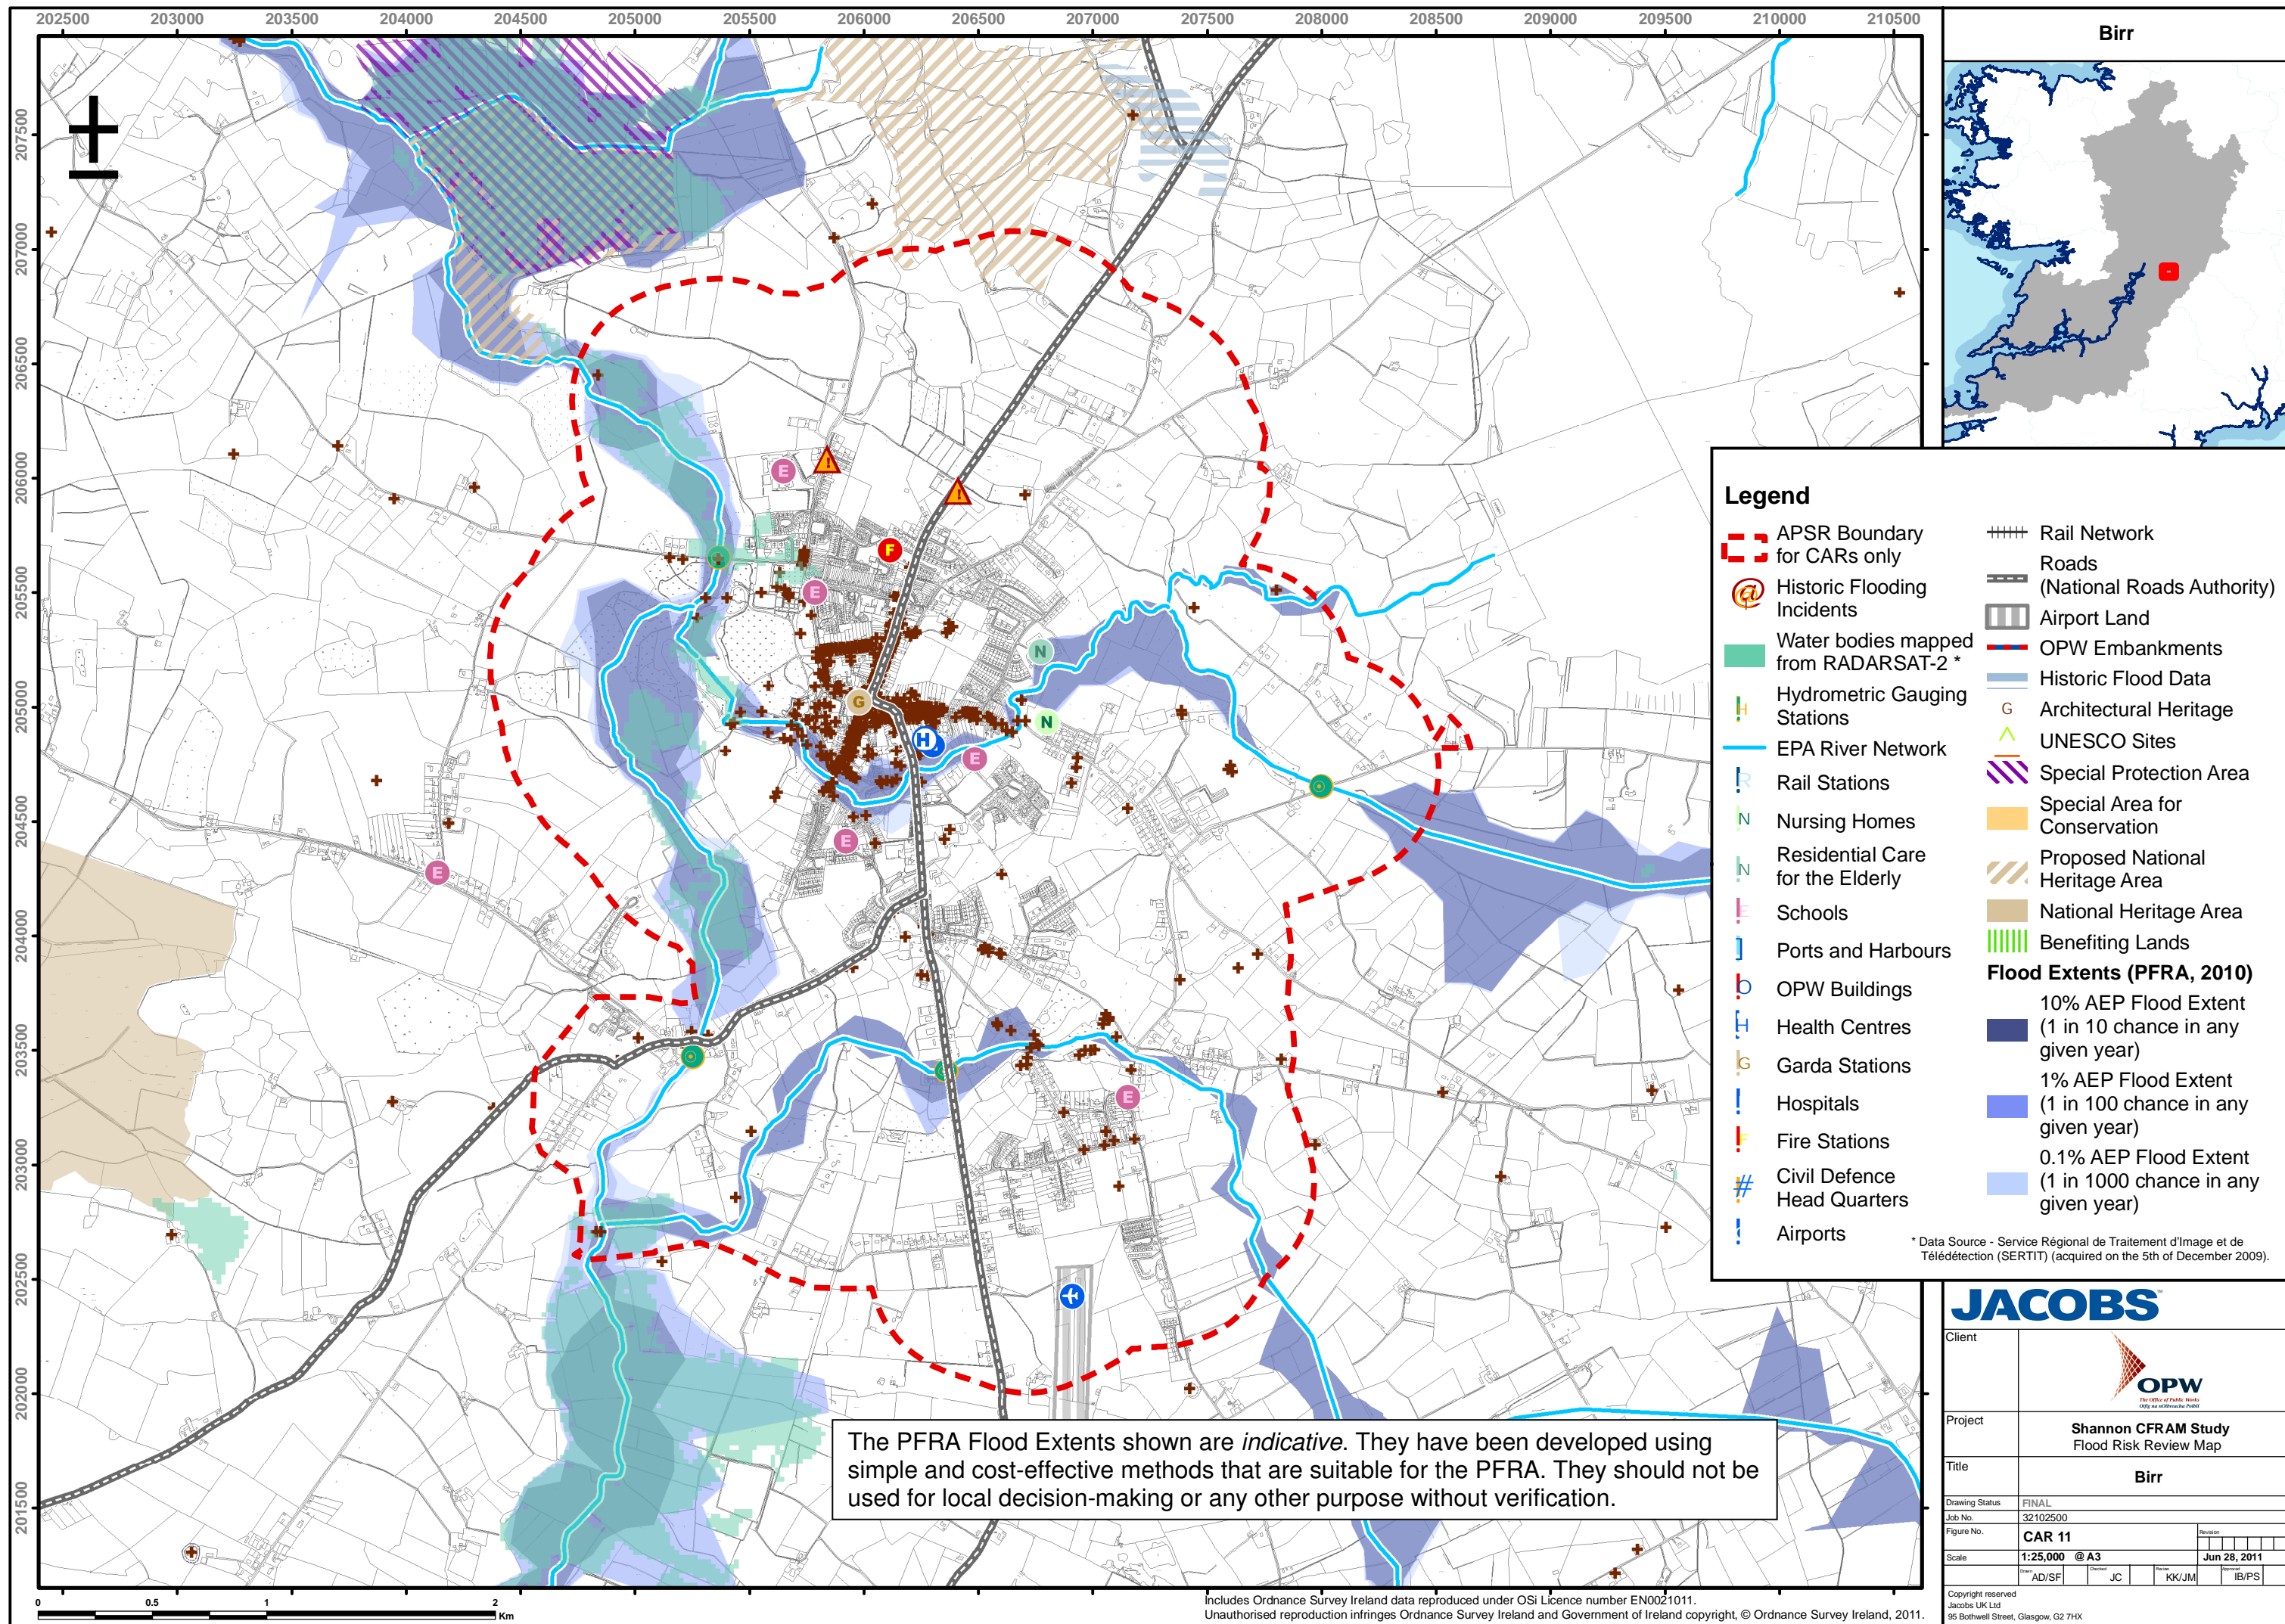 202500 203000 203500 204000 204500 205000 205500 206000 206500 207000 207500 208000 208500 209000 209500 210000 210500
207500
207000
206500
206000
205500
205000
204500
204000
203500
203000
202500
202000
201500
E
E
F
E
N
G
N
H
E
E
E
E
The PFRA Flood Extents shown are indicative. They have been developed using
simple and cost-effective methods that are suitable for the PFRA. They should not be
used for local decision-making or any other purpose without verification.
0 0.5 1 2
Km
Includes Ordnance Survey Ireland data reproduced under OSi Licence number EN0021011.
Unauthorised reproduction infringes Ordnance Survey Ireland and Government of Ireland copyright, © Ordnance Survey Ireland, 2011.
Birr
Legend
APSR Boundary
for CARs only
@ Historic Flooding
Incidents
Water bodies mapped
from RADARSAT-2 *
H Hydrometric Gauging
Stations
EPA River Network
R Rail Stations
N Nursing Homes
N Residential Care
for the Elderly
E Schools
] Ports and Harbours
O OPW Buildings
H Health Centres
G Garda Stations
! Hospitals
F Fire Stations
# Civil Defence
Head Quarters
Airports
Rail Network
Roads
(National Roads Authority)
Airport Land
OPW Embankments
Historic Flood Data
G Architectural Heritage
UNESCO Sites
Special Protection Area
Special Area for
Conservation
Proposed National
Heritage Area
National Heritage Area
Benefiting Lands
Flood Extents (PFRA, 2010)
10% AEP Flood Extent
(1 in 10 chance in any
given year)
1% AEP Flood Extent
(1 in 100 chance in any
given year)
0.1% AEP Flood Extent
(1 in 1000 chance in any
given year)
* Data Source - Service Régional de Traitement d'Image et de
Télédétection (SERTIT) (acquired on the 5th of December 2009).
JACOBS
Client
OPW
The Office of Public Works
Oifig na nOibreacha Poiblí
Project
Shannon CFRAM Study
Flood Risk Review Map
Title
Birr
Drawing Status FINAL
Job No. 32102500
Figure No. CAR 11 Revision
Scale 1:25,000 @ A3 Jun 28, 2011
Drawn AD/SF Checked JC Review KK/JM Approved IB/PS
Copyright reserved
Jacobs UK Ltd
95 Bothwell Street, Glasgow, G2 7HX